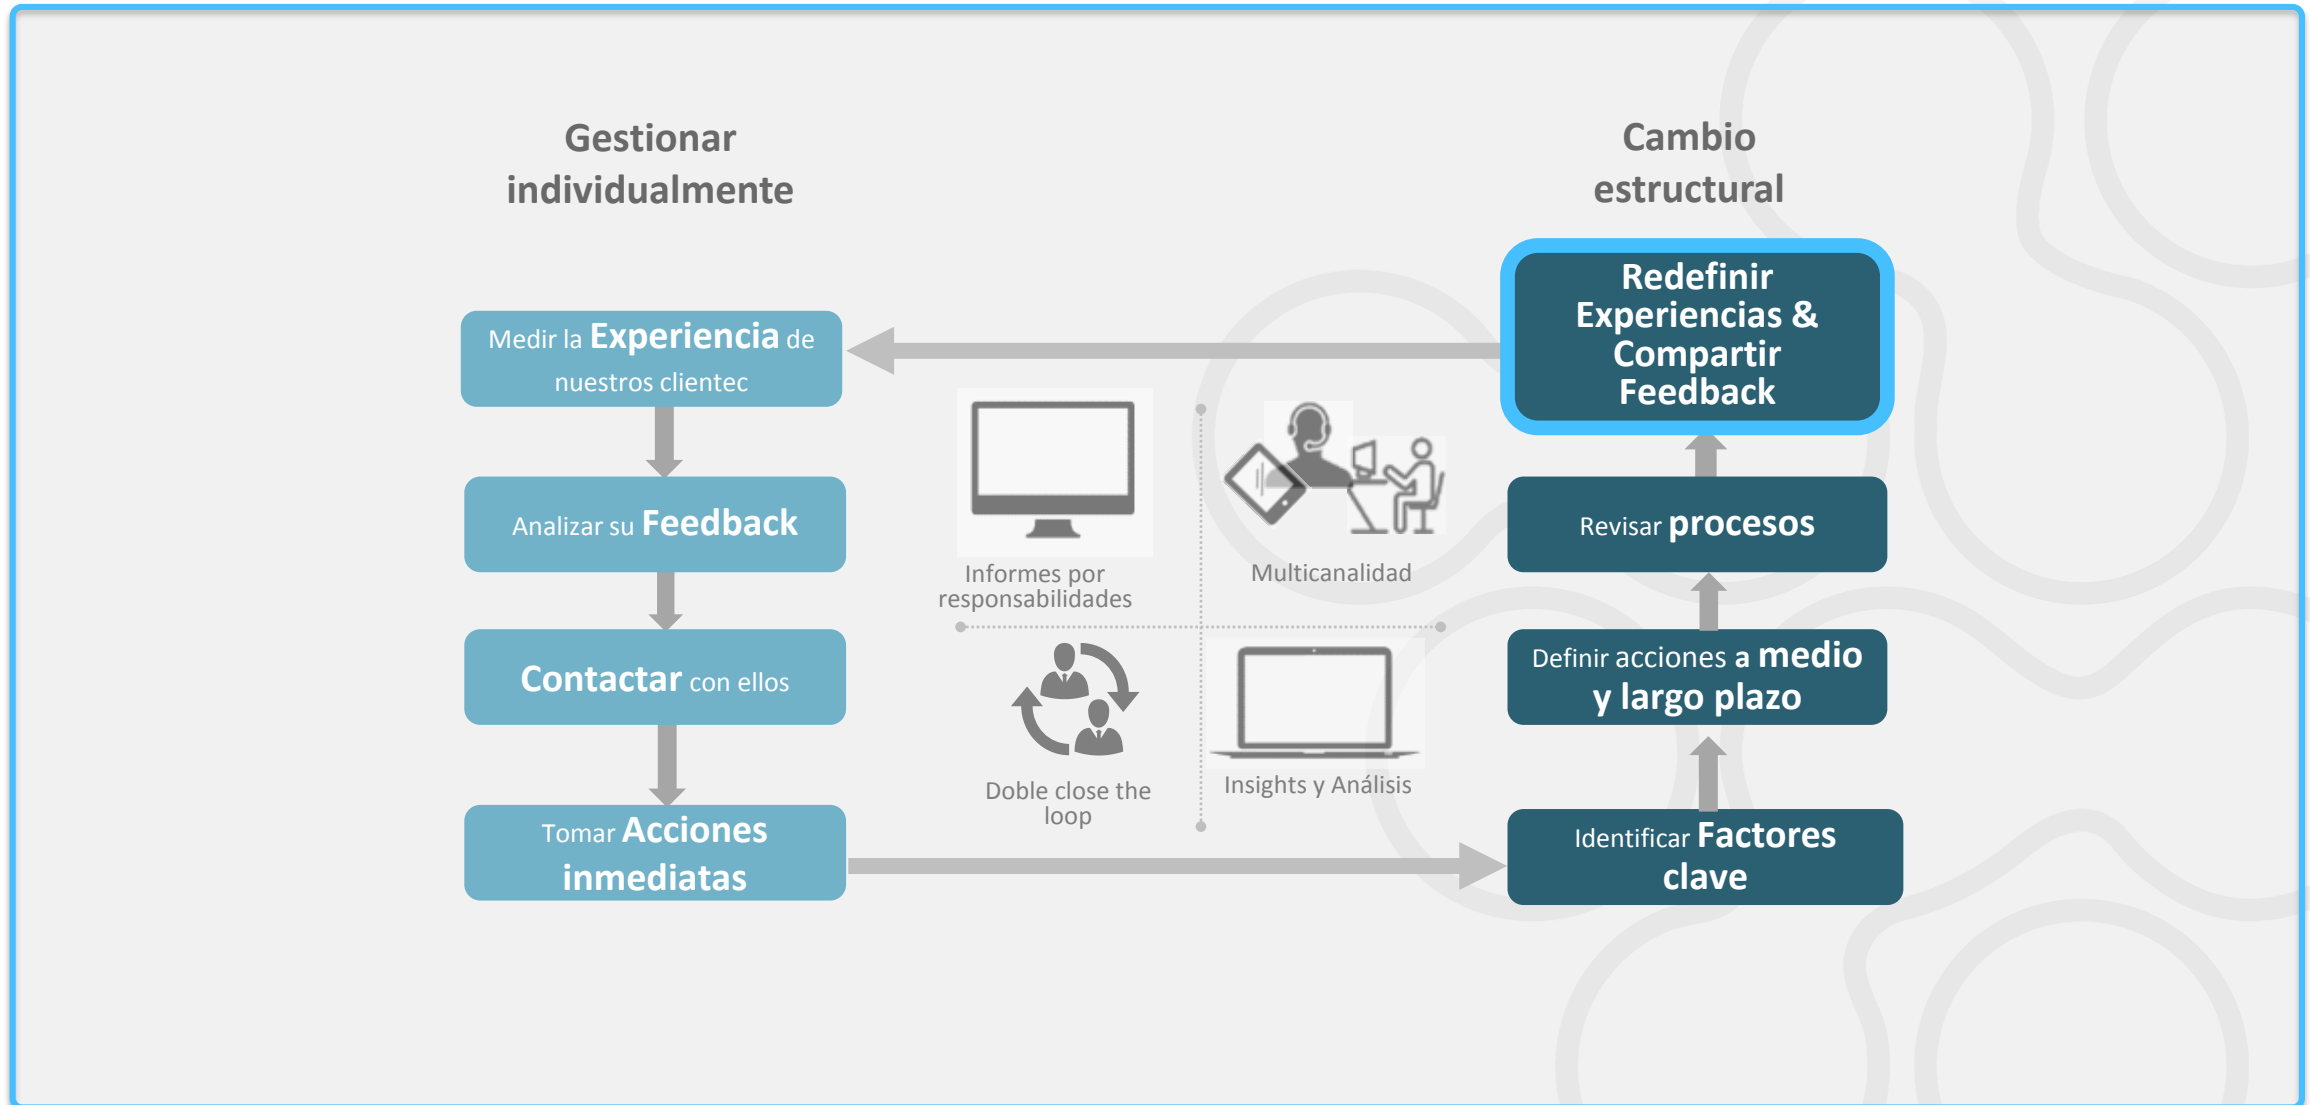 Gestionar
individualmente
Cambio
estructural
Medir la Experiencia de
nuestros clientec
Analizar su Feedback
Contactar con ellos
Tomar Acciones
inmediatas
Informes por
responsabilidades
Multicanalidad
Doble close the
loop
Insights y Análisis
Redefinir
Experiencias &
Compartir
Feedback
Revisar procesos
Definir acciones a medio
y largo plazo
Identificar Factores
clave